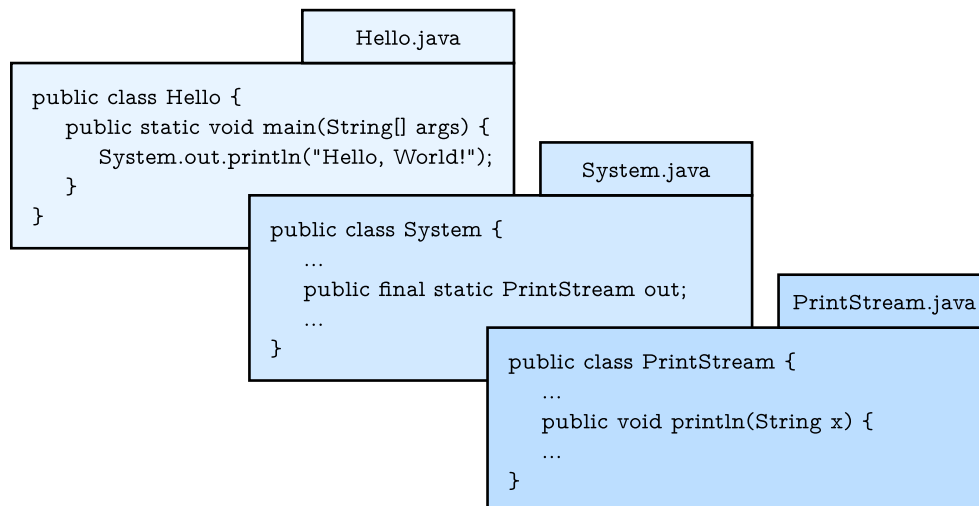 Hello.java
public class Hello {
public static void main(String[] args) {
System.out.println("Hello, World!");
}
}
System.java
public class System {
...
public final static PrintStream out;
...
}
PrintStream.java
public class PrintStream {
...
public void println(String x) {
...
}